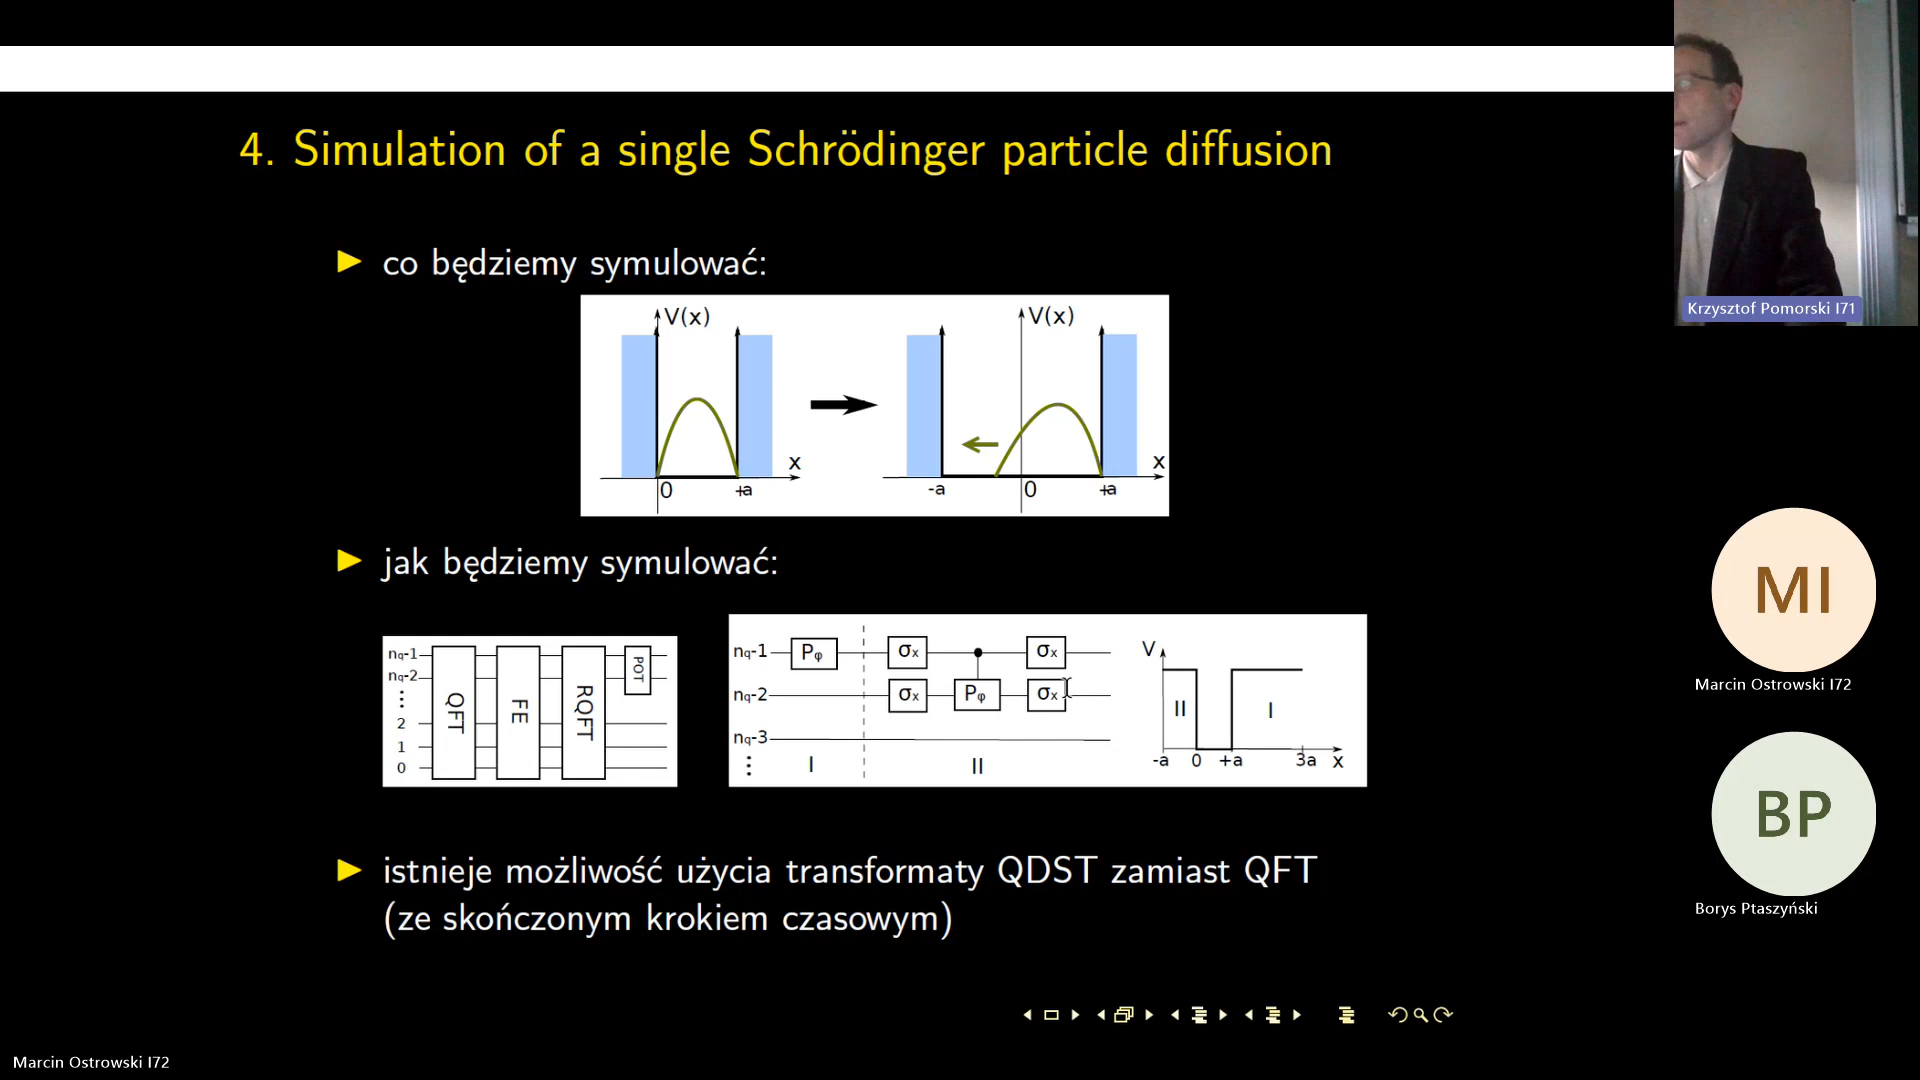 4. Simulation of a single Schrödinger particle diffusion
co będziemy symulować:
V(x)
x
0
+a
V(x)
x
-a
0
+a
jak będziemy symulować:
nq-1
nq-2
⋮
2
1
0
QFT
FE
RQFT
POT
nq-1
Pφ
σx
σx
nq-2
σx
Pφ
σx
nq-3
⋮
I
II
V
II
I
-a
0
+a
3a
x
istnieje możliwość użycia transformaty QDST zamiast QFT
(ze skończonym krokiem czasowym)
Krzysztof Pomorski I71
MI
Marcin Ostrowski I72
BP
Borys Ptaszyński
Marcin Ostrowski I72